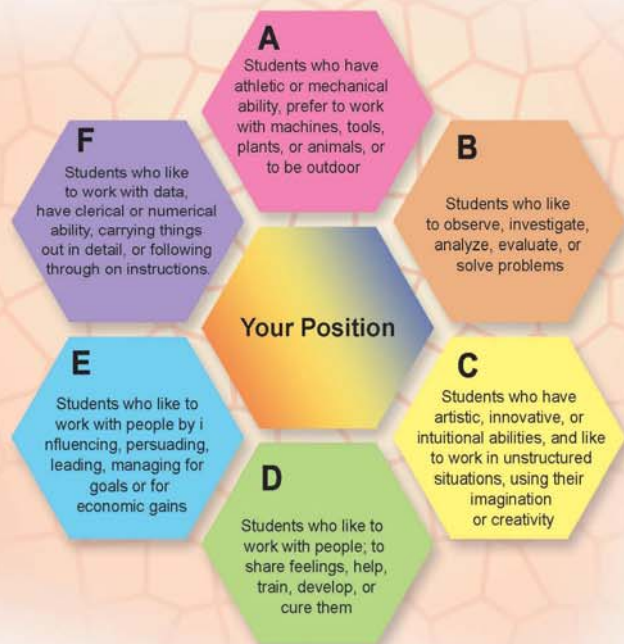 A
Students who have
athletic or mechanical
ability, prefer to work
with machines, tools,
plants, or animals, or
to be outdoor
B
Students who like
to observe, investigate,
analyze, evaluate, or
solve problems
C
Students who have
artistic, innovative, or
intuitional abilities, and like
to work in unstructured
situations, using their
imagination
or creativity
D
Students who like to
work with people; to
share feelings, help,
train, develop, or
cure them
E
Students who like to
work with people by i
nfluencing, persuading,
leading, managing for
goals or for
economic gains
F
Students who like
to work with data,
have clerical or numerical
ability, carrying things
out in detail, or following
through on instructions.
Your Position